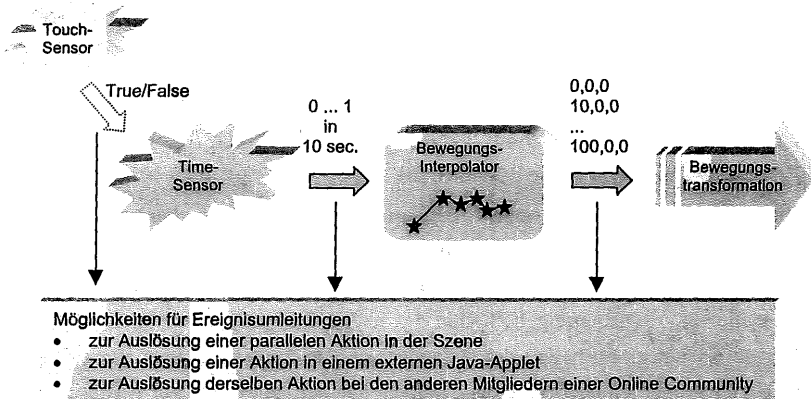 Touch-
Sensor
True/False
0 ... 1
in
10 sec.
0,0,0
10,0,0
...
100,0,0
Time-
Sensor
Bewegungs-
Interpolator
Bewegungs-
transformation
Möglichkeiten für Ereignisumleitungen
• zur Auslösung einer parallelen Aktion in der Szene
• zur Auslösung einer Aktion in einem externen Java-Applet
• zur Auslösung derselben Aktion bei den anderen Mitgliedern einer Online Community